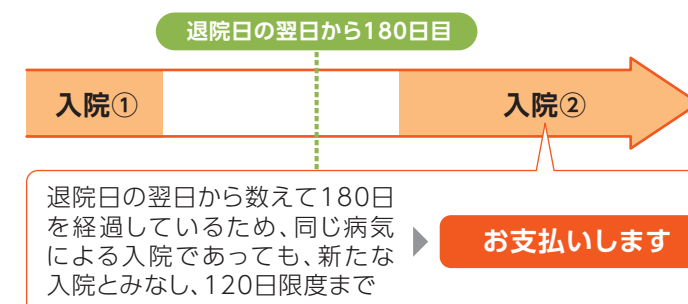 退院日の翌日から180日目
入院① 入院②
退院日の翌日から数えて180日
を経過しているため、同じ病気
による入院であっても、新たな
入院とみなし、120日限度まで
お支払いします